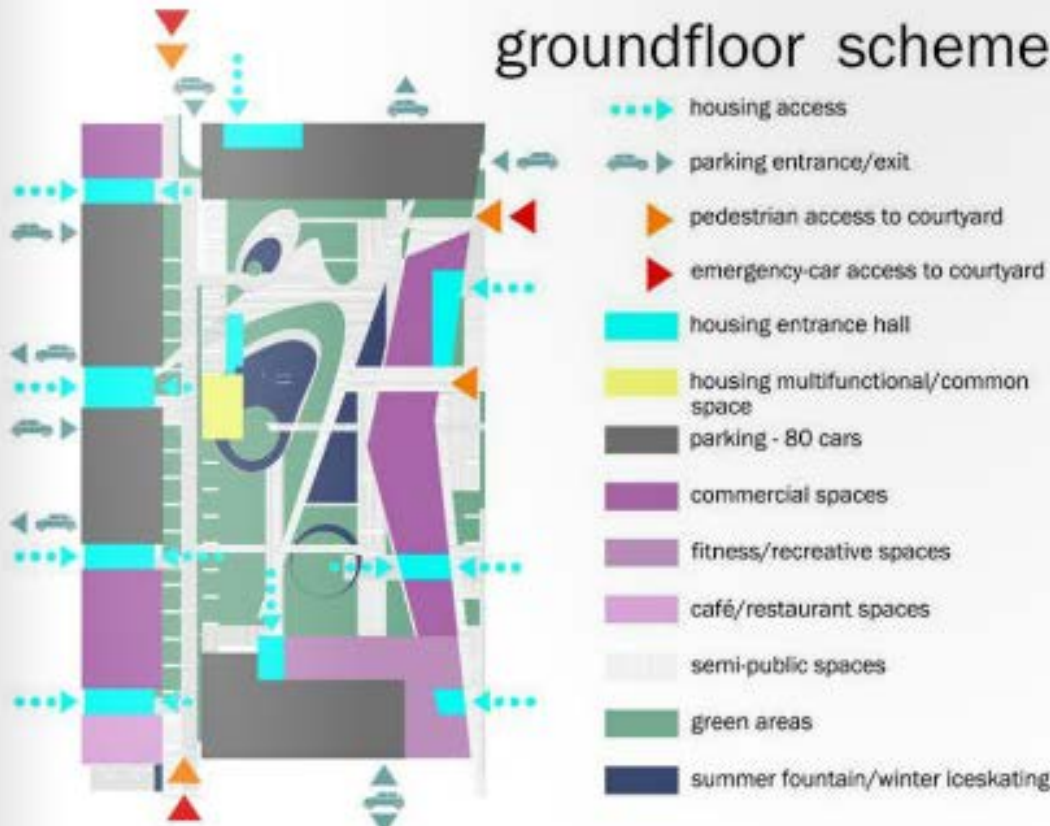 groundfloor scheme
housing access
parking entrance/exit
pedestrian access to courtyard
emergency-car access to courtyard
housing entrance hall
housing multifunctional/common
space
parking - 80 cars
commercial spaces
fitness/recreative spaces
café/restaurant spaces
semi-public spaces
green areas
summer fountain/winter iceskating